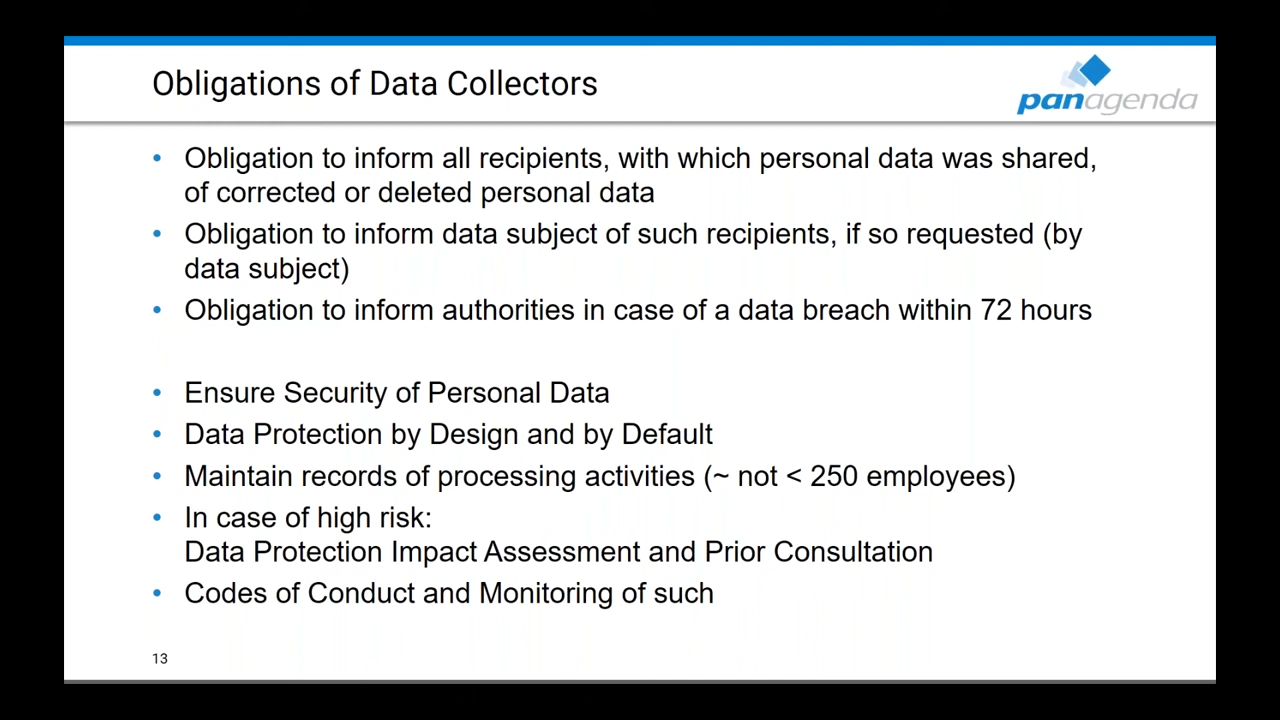 Obligations of Data Collectors
panagenda
• Obligation to inform all recipients, with which personal data was shared,
of corrected or deleted personal data
• Obligation to inform data subject of such recipients, if so requested (by
data subject)
• Obligation to inform authorities in case of a data breach within 72 hours
• Ensure Security of Personal Data
• Data Protection by Design and by Default
• Maintain records of processing activities (~ not < 250 employees)
• In case of high risk:
Data Protection Impact Assessment and Prior Consultation
• Codes of Conduct and Monitoring of such
13